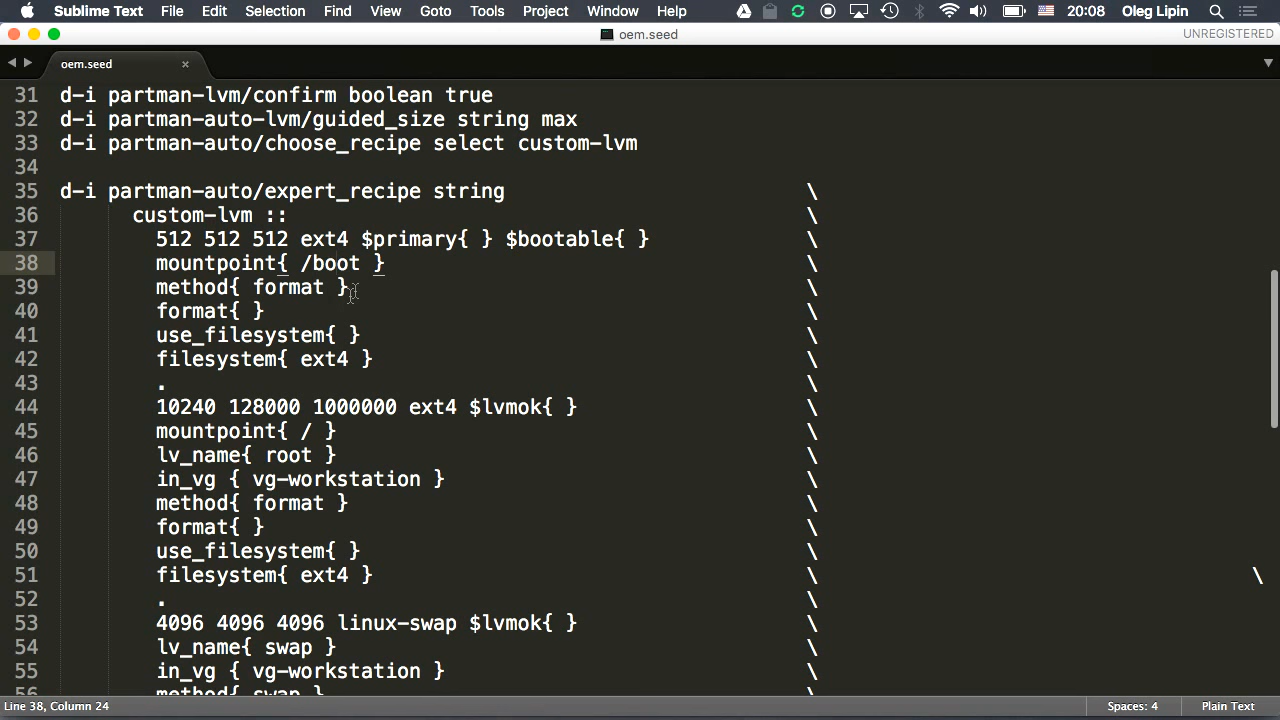 Sublime Text File Edit Selection Find View Goto Tools Project Window Help 20:08 Oleg Lipin
oem.seed UNREGISTERED
oem.seed ×
31 d-i partman-lvm/confirm boolean true
32 d-i partman-auto-lvm/guided_size string max
33 d-i partman-auto/choose_recipe select custom-lvm
34
35 d-i partman-auto/expert_recipe string \
36 custom-lvm :: \
37 512 512 512 ext4 $primary{ } $bootable{ } \
38 mountpoint{ /boot } \
39 method{ format } \
40 format{ } \
41 use_filesystem{ } \
42 filesystem{ ext4 } \
43 . \
44 10240 128000 1000000 ext4 $lvmok{ } \
45 mountpoint{ / } \
46 lv_name{ root } \
47 in_vg { vg-workstation } \
48 method{ format } \
49 format{ } \
50 use_filesystem{ } \
51 filesystem{ ext4 } \ \
52 . \
53 4096 4096 4096 linux-swap $lvmok{ } \
54 lv_name{ swap } \
55 in_vg { vg-workstation } \
56 method{ swap } \
Line 38, Column 24 Spaces: 4 Plain Text